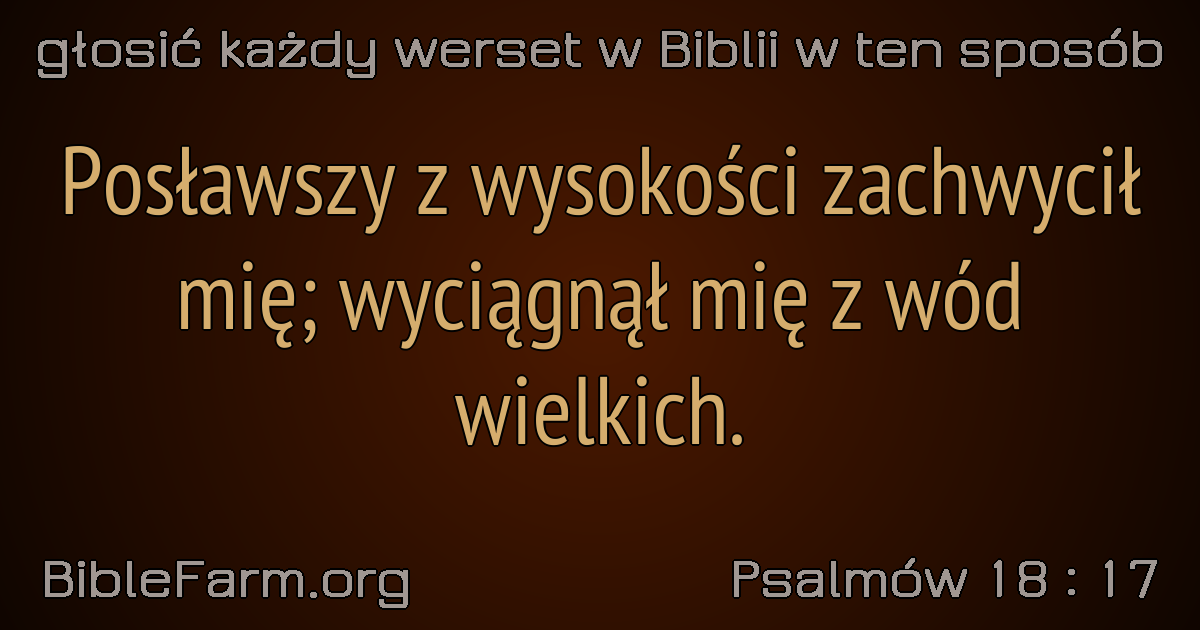 głosić każdy werset w Biblii w ten sposób
Posławszy z wysokości zachwycił
mię; wyciągnął mię z wód
wielkich.
BibleFarm.org
Psalmów 18 : 17